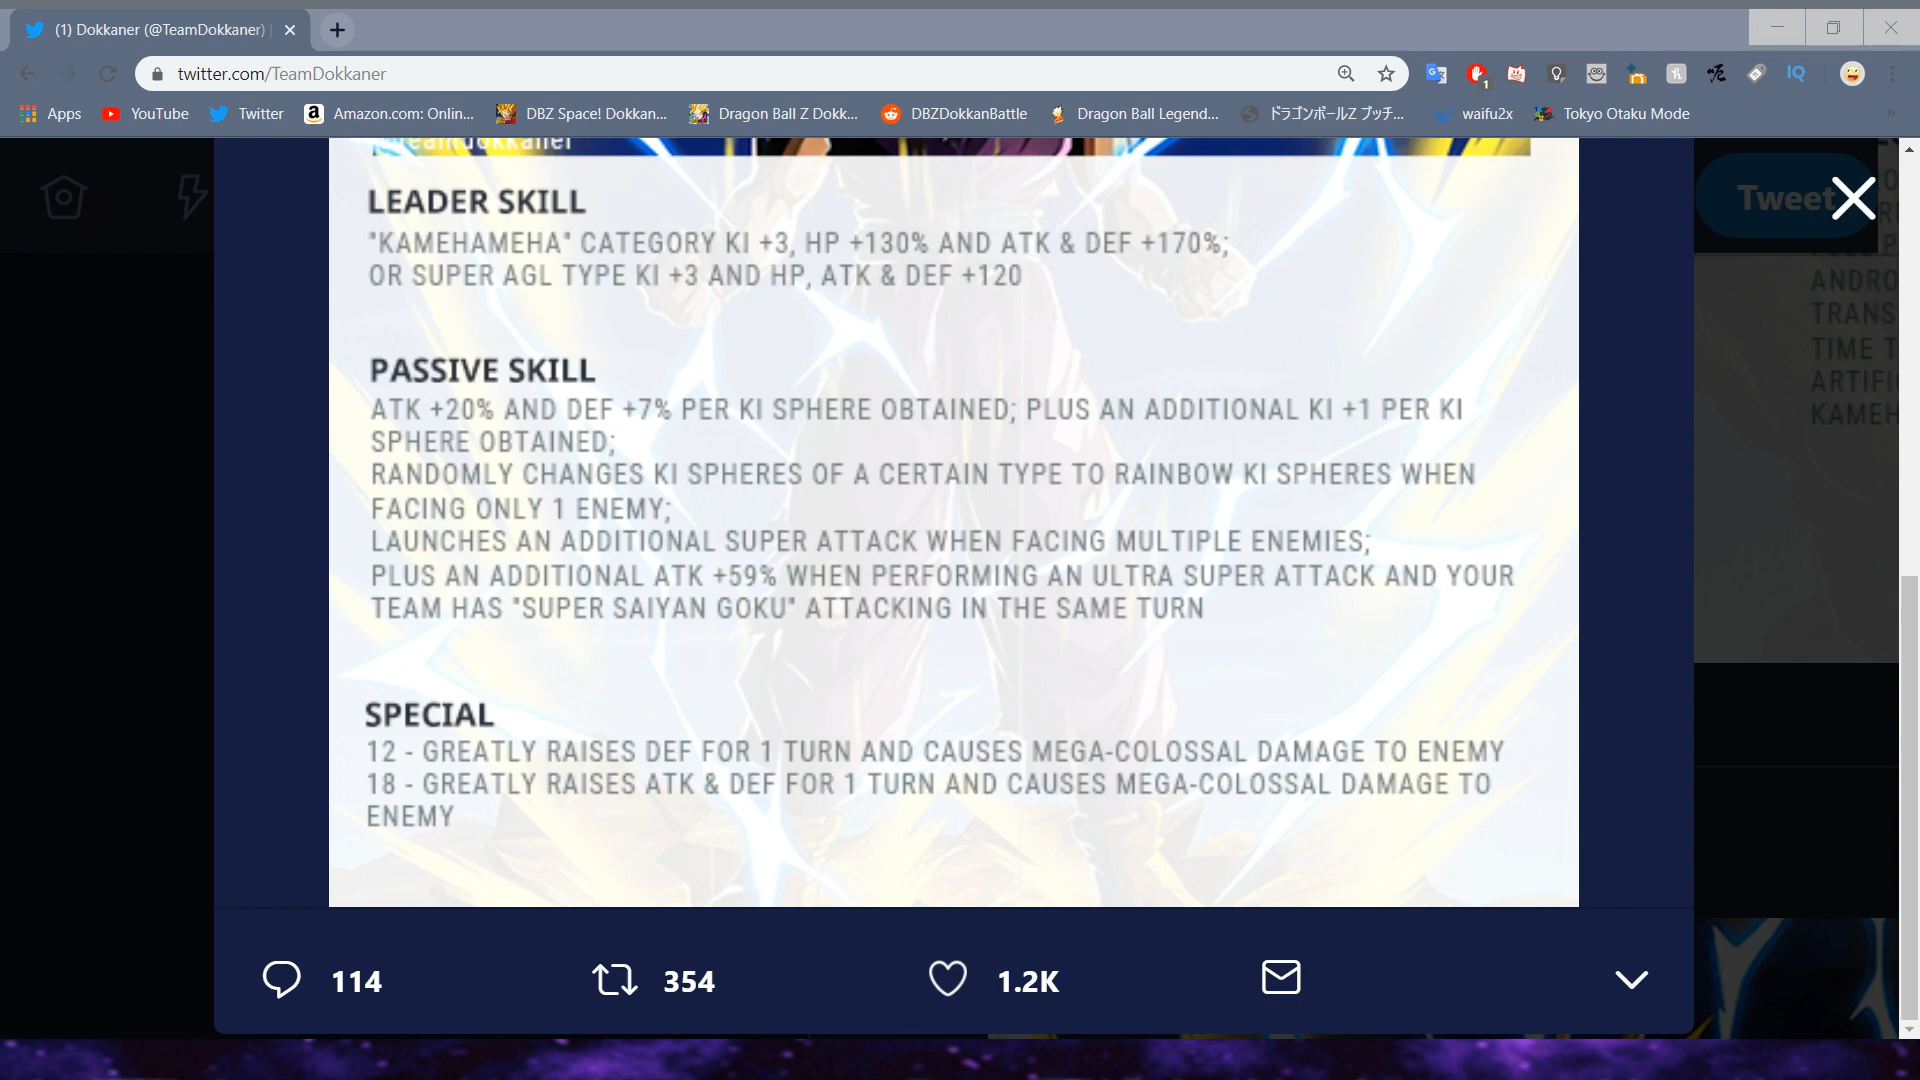 (1) Dokkaner (@TeamDokkaner)
twitter.com/TeamDokkaner
1
IQ
Apps
YouTube
Twitter
Amazon.com: Onlin...
DBZ Space! Dokkan...
Dragon Ball Z Dokk...
DBZDokkanBattle
Dragon Ball Legend...
ドラゴンボールZ ブッチ...
waifu2x
Tokyo Otaku Mode
@TeamDokkaner
Tweet
LEADER SKILL
"KAMEHAMEHA" CATEGORY KI +3, HP +130% AND ATK & DEF +170%;
OR SUPER AGL TYPE KI +3 AND HP, ATK & DEF +120
PASSIVE SKILL
ATK +20% AND DEF +7% PER KI SPHERE OBTAINED; PLUS AN ADDITIONAL KI +1 PER KI
SPHERE OBTAINED;
RANDOMLY CHANGES KI SPHERES OF A CERTAIN TYPE TO RAINBOW KI SPHERES WHEN
FACING ONLY 1 ENEMY;
LAUNCHES AN ADDITIONAL SUPER ATTACK WHEN FACING MULTIPLE ENEMIES;
PLUS AN ADDITIONAL ATK +59% WHEN PERFORMING AN ULTRA SUPER ATTACK AND YOUR
TEAM HAS "SUPER SAIYAN GOKU" ATTACKING IN THE SAME TURN
SPECIAL
12 - GREATLY RAISES DEF FOR 1 TURN AND CAUSES MEGA-COLOSSAL DAMAGE TO ENEMY
18 - GREATLY RAISES ATK & DEF FOR 1 TURN AND CAUSES MEGA-COLOSSAL DAMAGE TO
ENEMY
ANDRO
TRANS
TIME T
ARTIFI
KAMEH
114
354
1.2K